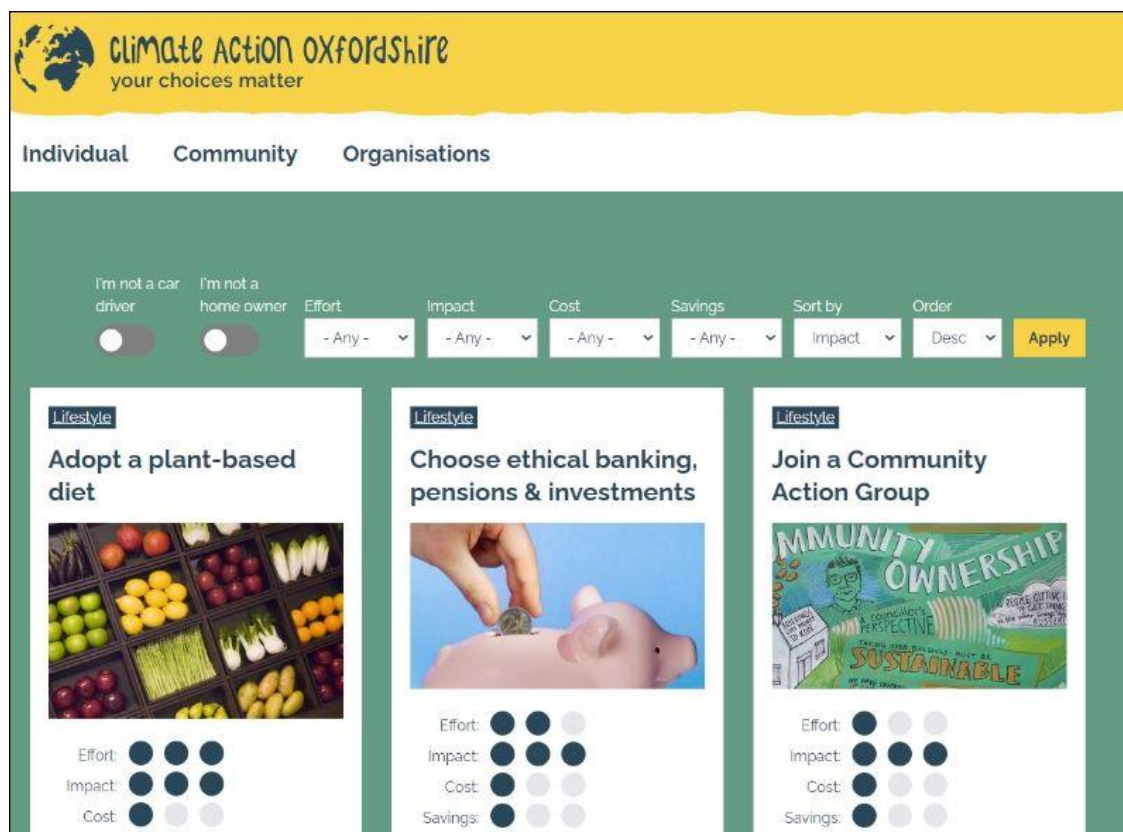 CLIMATE ACTION OXFORDSHIRE
your choices matter
Individual Community Organisations
I'm not a car driver
I'm not a home owner
Effort
- Any -
Impact
- Any -
Cost
- Any -
Savings
- Any -
Sort by
Impact
Order
Desc
Apply
Lifestyle
Adopt a plant-based
diet
Effort:
Impact:
Cost:
Lifestyle
Choose ethical banking,
pensions & investments
Effort:
Impact:
Cost:
Savings:
Lifestyle
Join a Community
Action Group
MMUNITY
OWNERSHIP
A COUNCILLOR'S
PERSPECTIVE
SUSTAINABLE
Effort:
Impact:
Cost:
Savings: